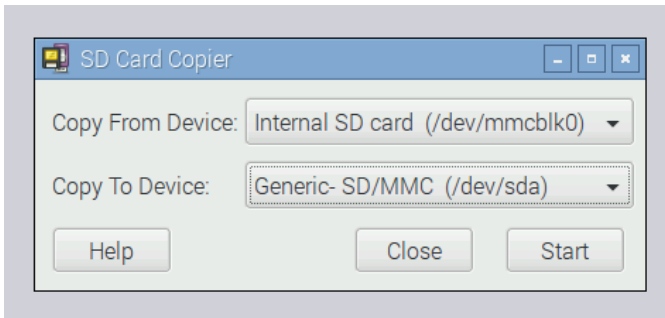 SD Card Copier
Copy From Device: Internal SD card (/dev/mmcblk0)
Copy To Device: Generic- SD/MMC (/dev/sda)
Help Close Start